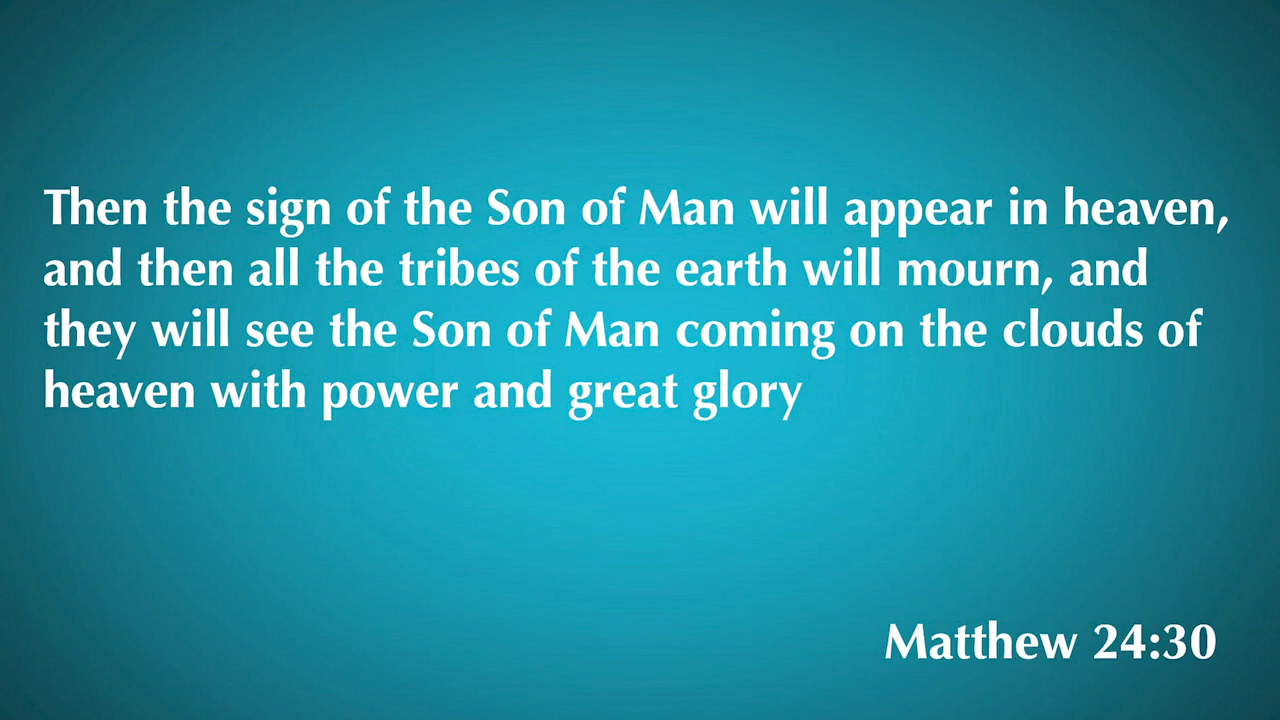 Then the sign of the Son of Man will appear in heaven,
and then all the tribes of the earth will mourn, and
they will see the Son of Man coming on the clouds of
heaven with power and great glory
Matthew 24:30